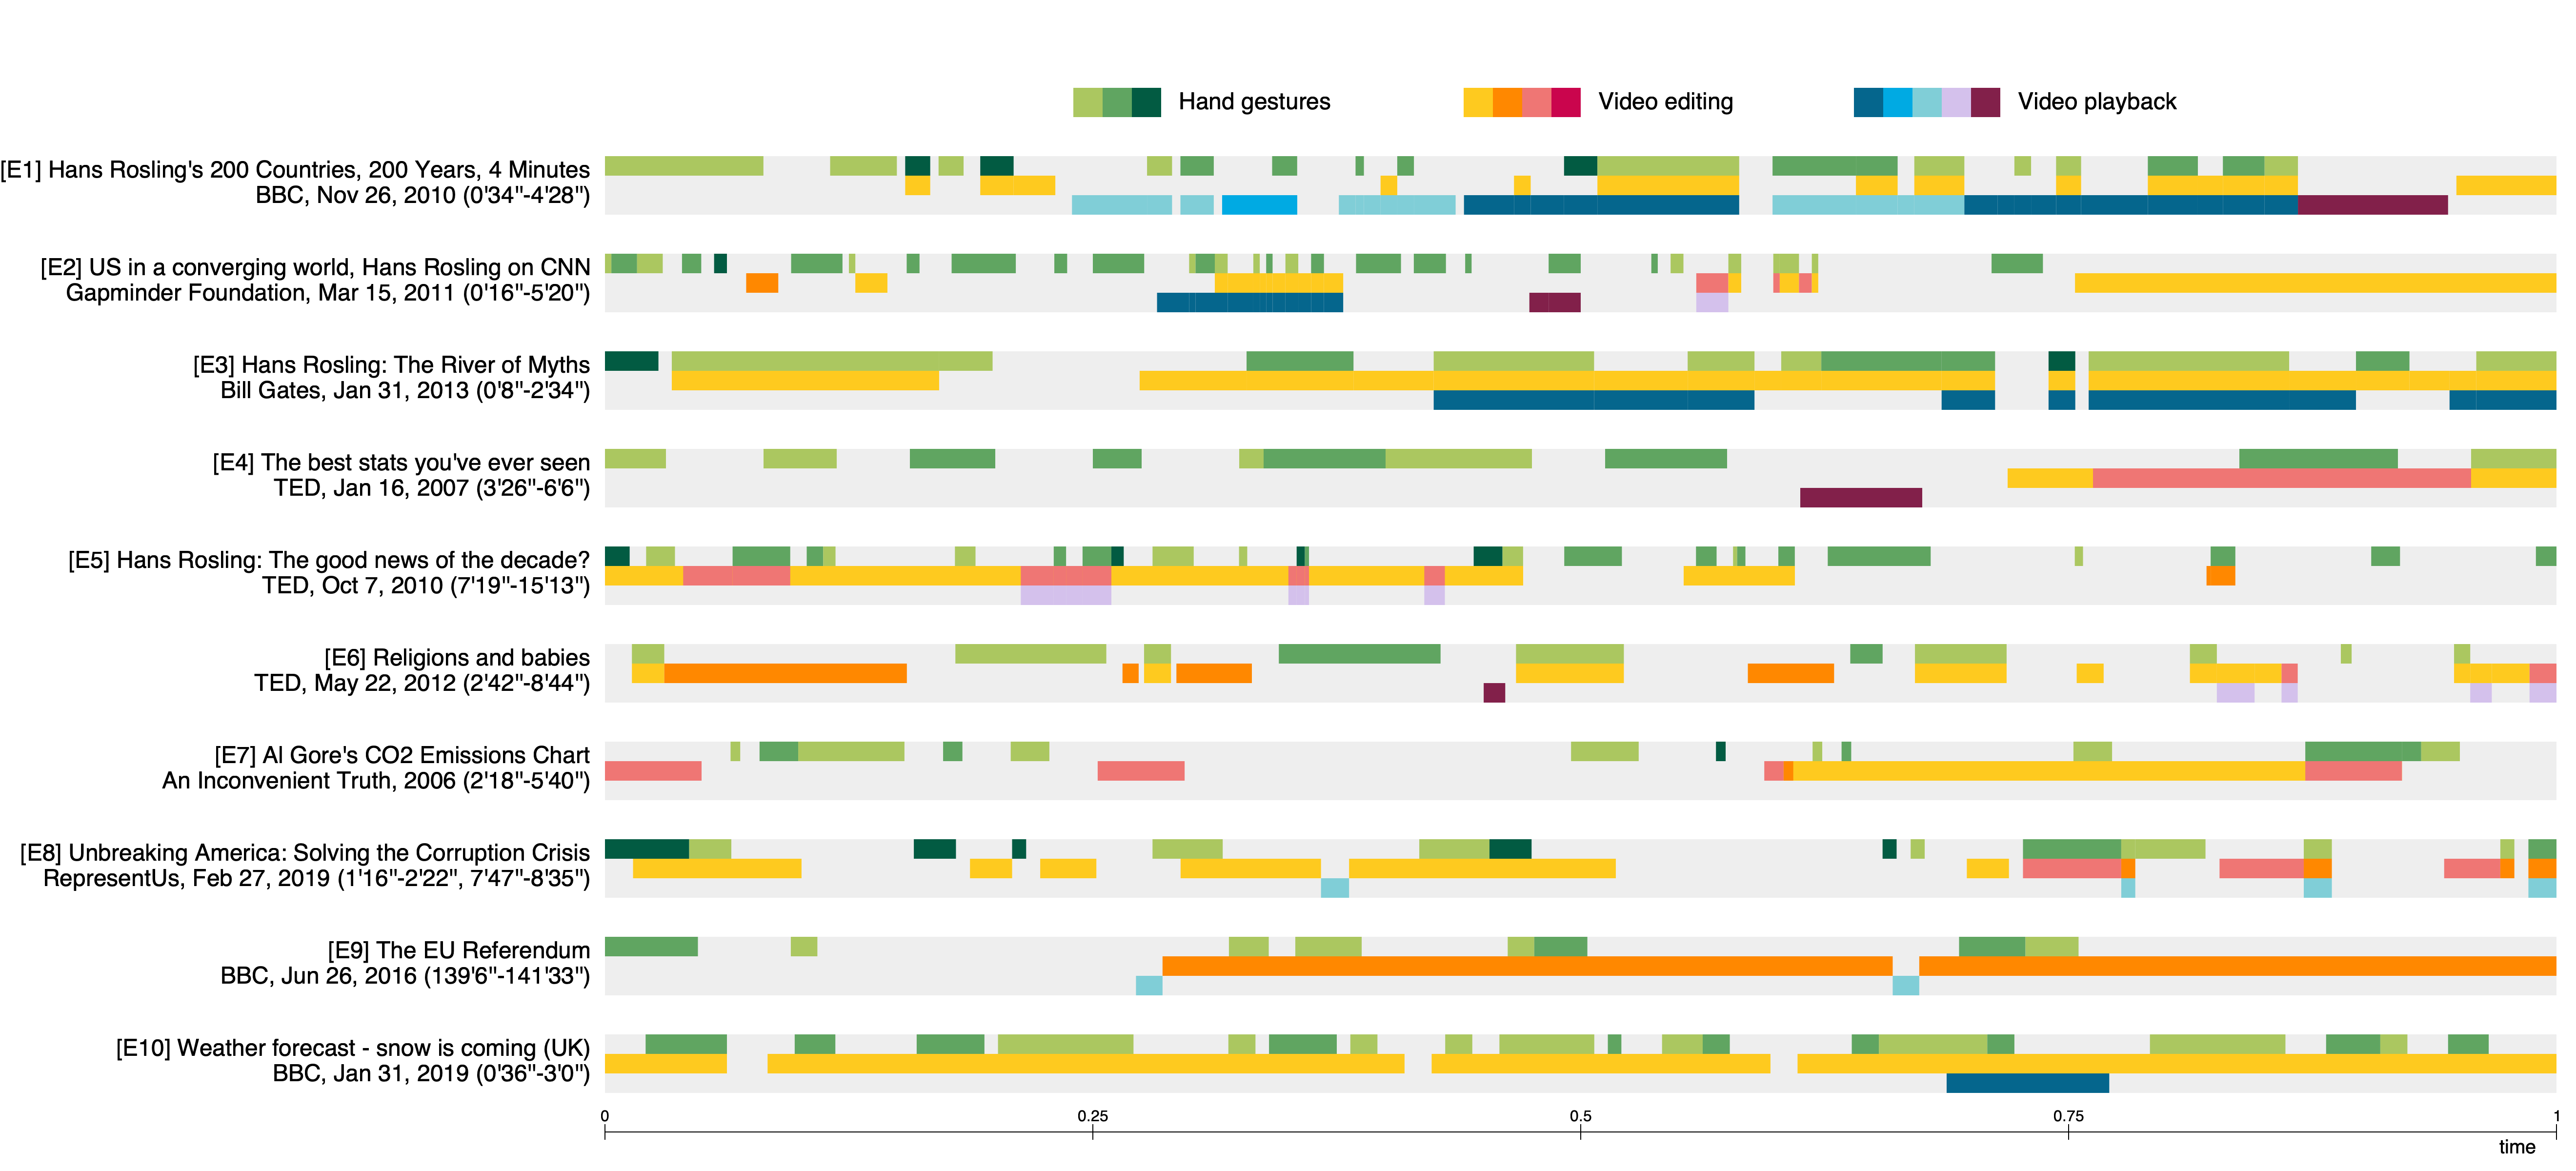 Hand gestures
Video editing
Video playback
[E1] Hans Rosling's 200 Countries, 200 Years, 4 Minutes
BBC, Nov 26, 2010 (0'34"-4'28")
[E2] US in a converging world, Hans Rosling on CNN
Gapminder Foundation, Mar 15, 2011 (0'16"-5'20")
[E3] Hans Rosling: The River of Myths
Bill Gates, Jan 31, 2013 (0'8"-2'34")
[E4] The best stats you've ever seen
TED, Jan 16, 2007 (3'26"-6'6")
[E5] Hans Rosling: The good news of the decade?
TED, Oct 7, 2010 (7'19"-15'13")
[E6] Religions and babies
TED, May 22, 2012 (2'42"-8'44")
[E7] Al Gore's CO2 Emissions Chart
An Inconvenient Truth, 2006 (2'18"-5'40")
[E8] Unbreaking America: Solving the Corruption Crisis
RepresentUs, Feb 27, 2019 (1'16"-2'22", 7'47"-8'35")
[E9] The EU Referendum
BBC, Jun 26, 2016 (139'6"-141'33")
[E10] Weather forecast - snow is coming (UK)
BBC, Jan 31, 2019 (0'36"-3'0")
0 0.25 0.5 0.75 1
time